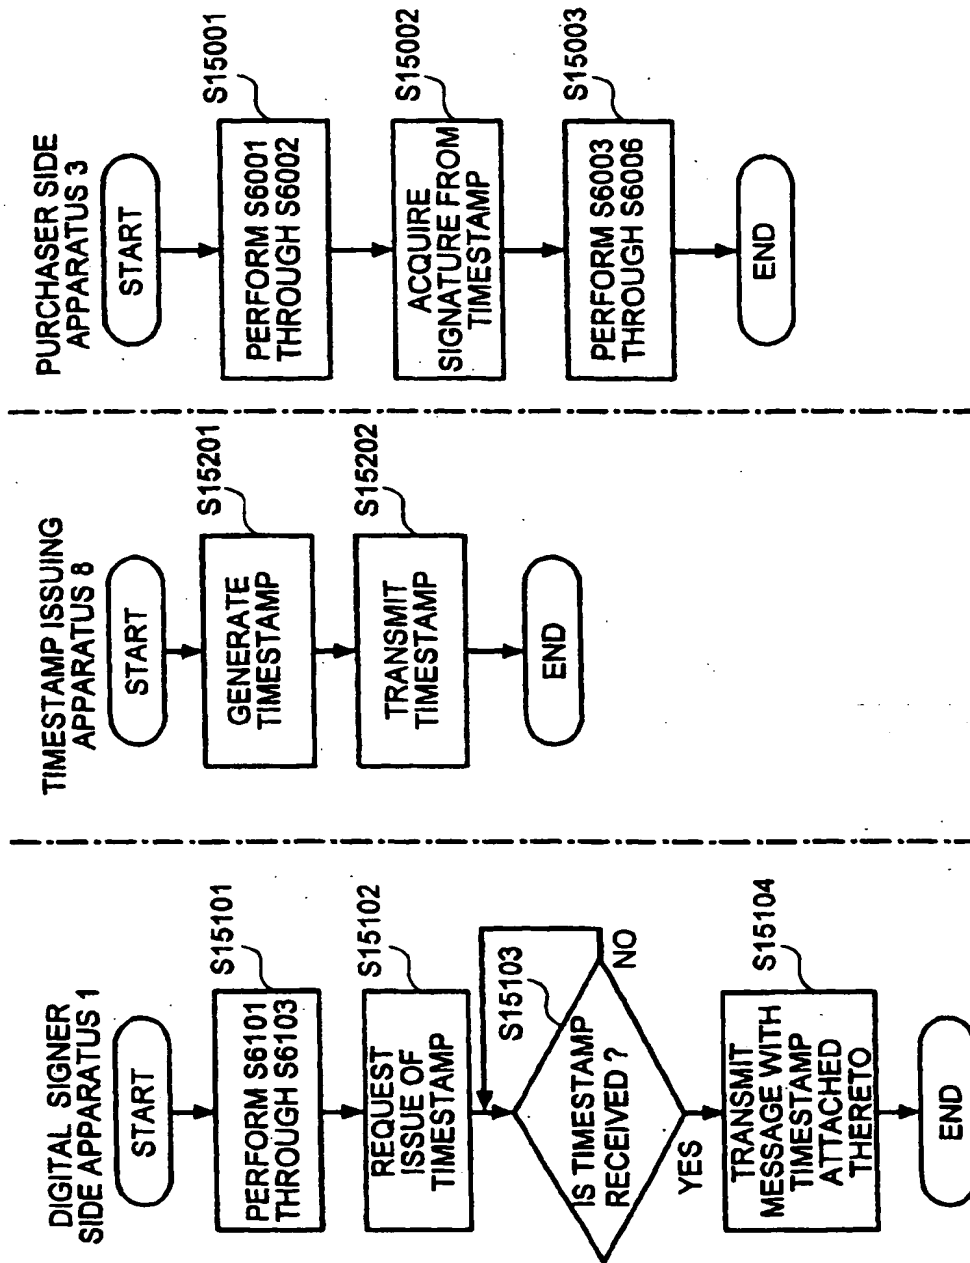 DIGITAL SIGNER
SIDE APPARATUS 1
START
S15101
PERFORM S6101
THROUGH S6103
S15102
REQUEST
ISSUE OF
TIMESTAMP
S15103
IS TIMESTAMP
RECEIVED ?
NO
YES
S15104
TRANSMIT
MESSAGE WITH
TIMESTAMP
ATTACHED
THERETO
END
TIMESTAMP ISSUING
APPARATUS 8
START
S15201
GENERATE
TIMESTAMP
S15202
TRANSMIT
TIMESTAMP
END
PURCHASER SIDE
APPARATUS 3
START
S15001
PERFORM S6001
THROUGH S6002
S15002
ACQUIRE
SIGNATURE FROM
TIMESTAMP
S15003
PERFORM S6003
THROUGH S6006
END